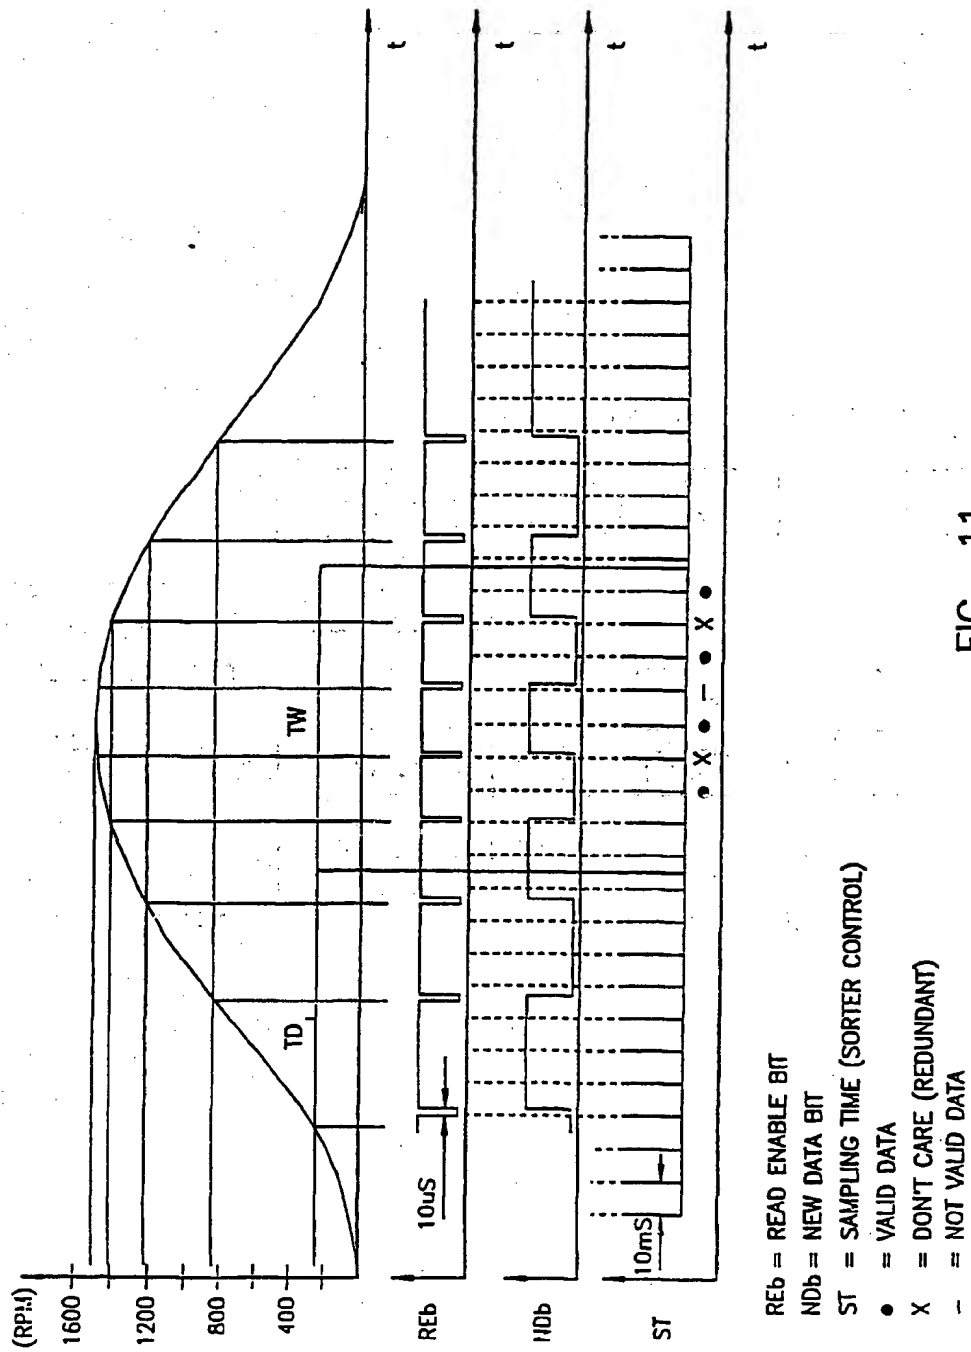 (RPM)
1600
1200
800
400
t
TD
TW
REb
10uS
t
NDb
t
ST
10mS
t
● X ● – ● X ●
REb = READ ENABLE BIT
NDb = NEW DATA BIT
ST = SAMPLING TIME (SORTER CONTROL)
● = VALID DATA
X = DON'T CARE (REDUNDANT)
– = NOT VALID DATA
FIG. 11